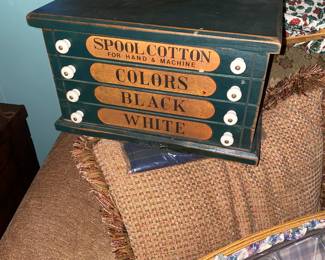 SPOOL COTTON
FOR HAND & MACHINE
COLORS
BLACK
WHITE